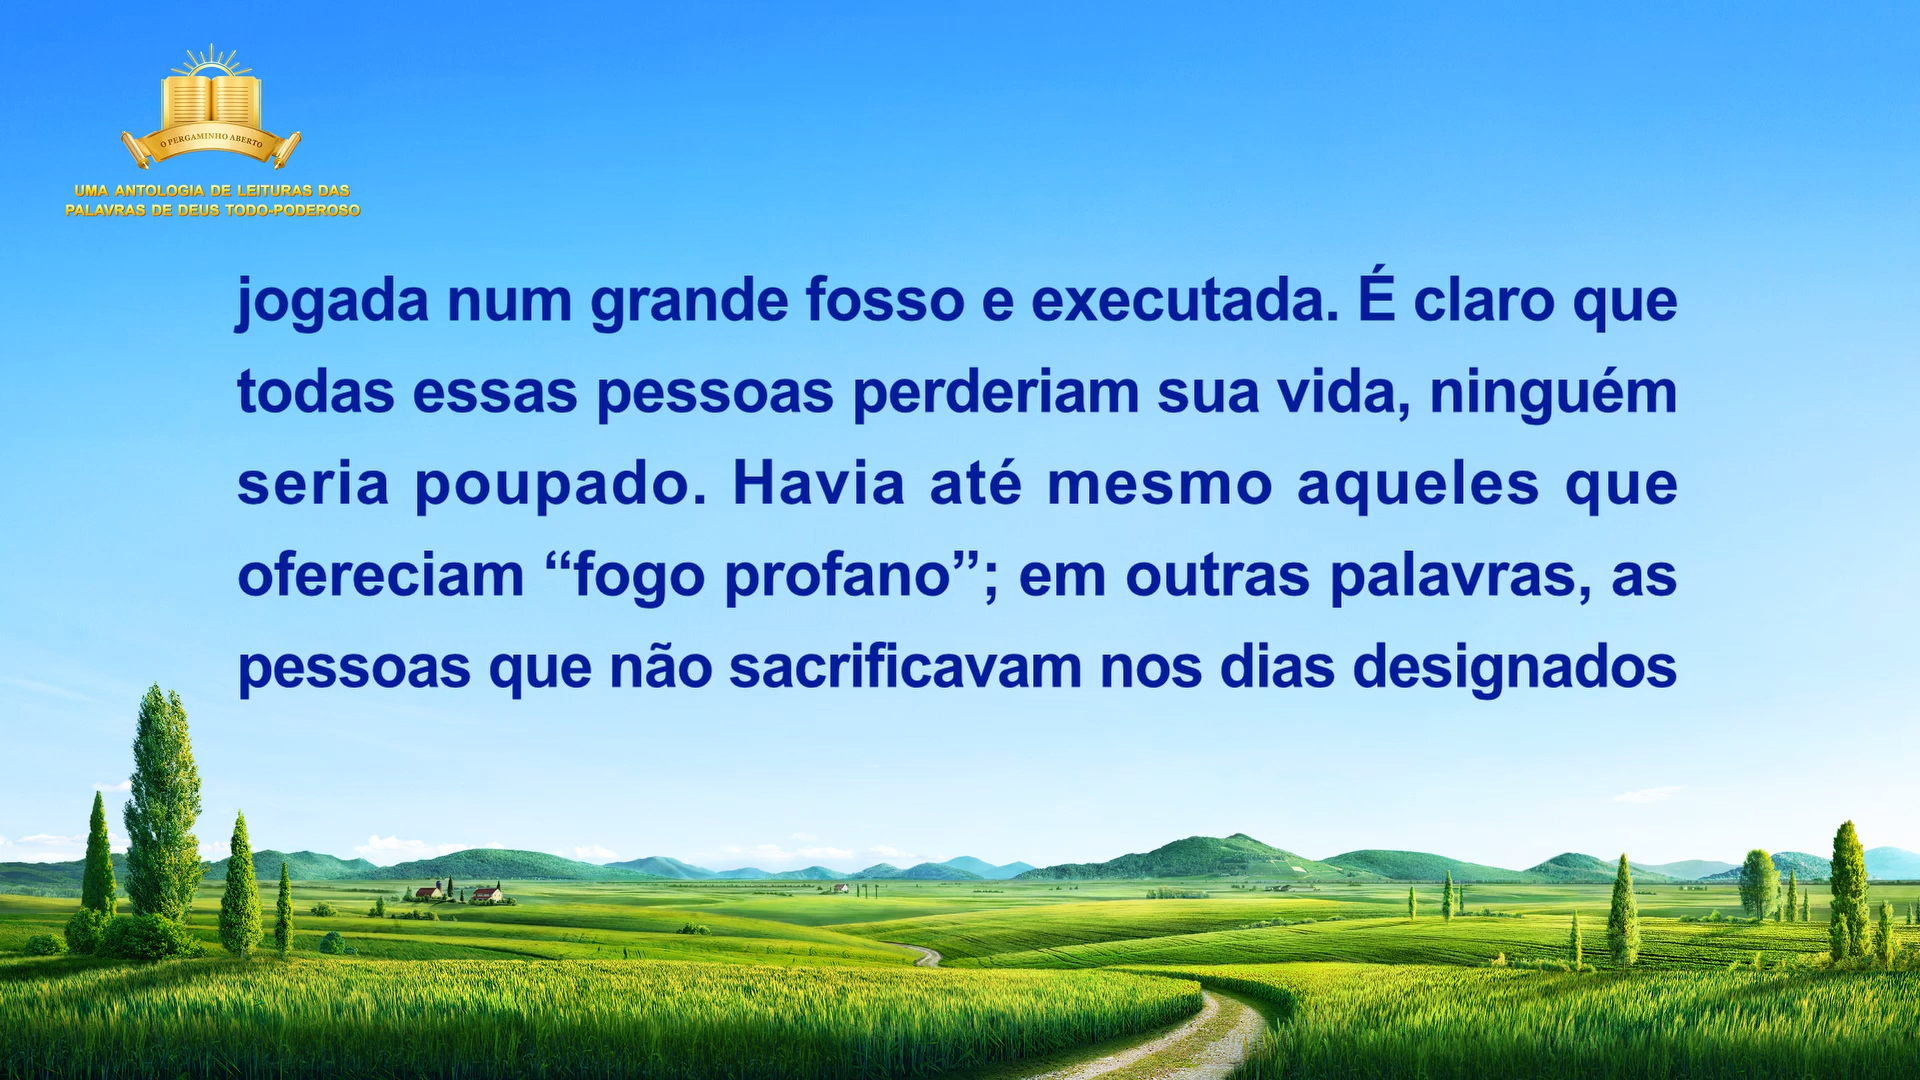 O PERGAMINHO ABERTO
UMA ANTOLOGIA DE LEITURAS DAS
PALAVRAS DE DEUS TODO-PODEROSO
jogada num grande fosso e executada. É claro que
todas essas pessoas perderiam sua vida, ninguém
seria poupado. Havia até mesmo aqueles que
ofereciam “fogo profano”; em outras palavras, as
pessoas que não sacrificavam nos dias designados